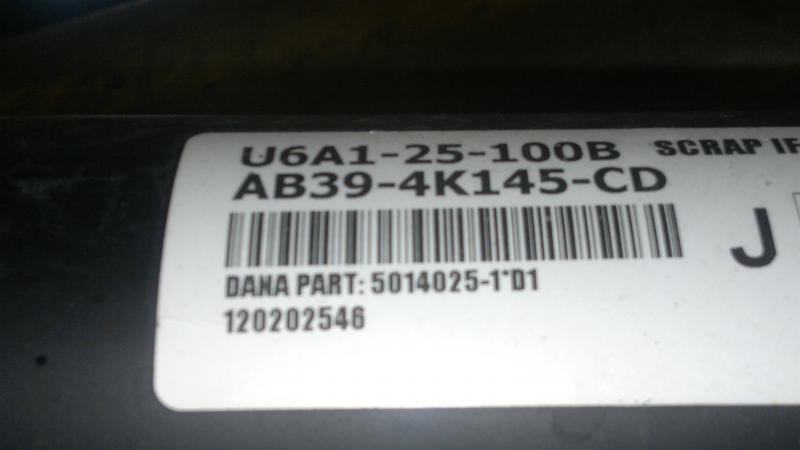 U6A1-25-100B SCRAP IF
AB39-4K145-CD
J
DANA PART: 5014025-1*D1
120202546